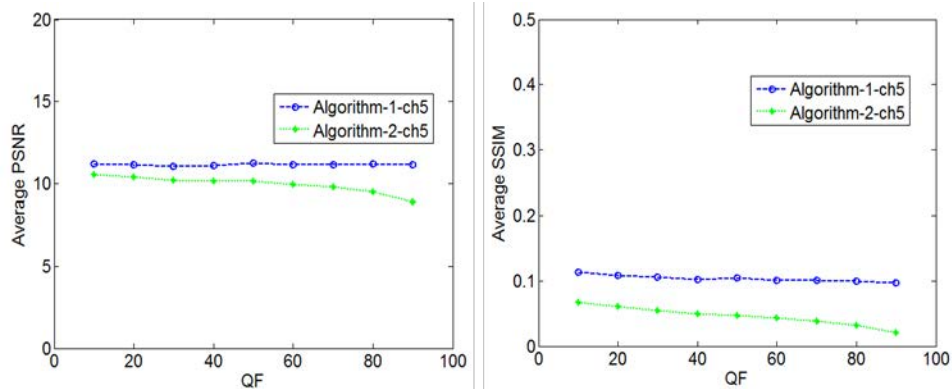 20
15
10
5
0
0 20 40 60 80 100
Average PSNR
QF
Algorithm-1-ch5
Algorithm-2-ch5
0.5
0.4
0.3
0.2
0.1
0
0 20 40 60 80 100
Average SSIM
QF
Algorithm-1-ch5
Algorithm-2-ch5